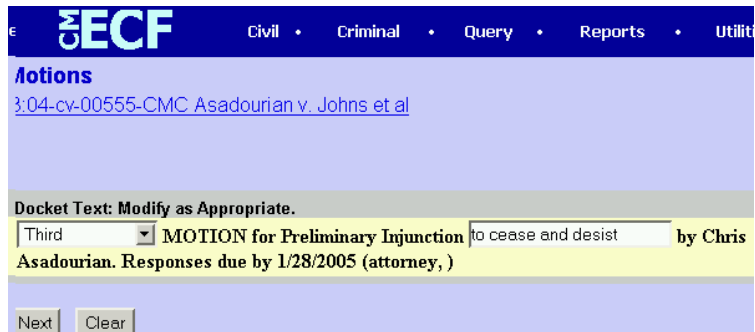 E CM ECF Civil • Criminal • Query • Reports • Utiliti
Motions
3:04-cv-00555-CMC Asadourian v. Johns et al
Docket Text: Modify as Appropriate.
Third MOTION for Preliminary Injunction to cease and desist by Chris
Asadourian. Responses due by 1/28/2005 (attorney, )
Next Clear